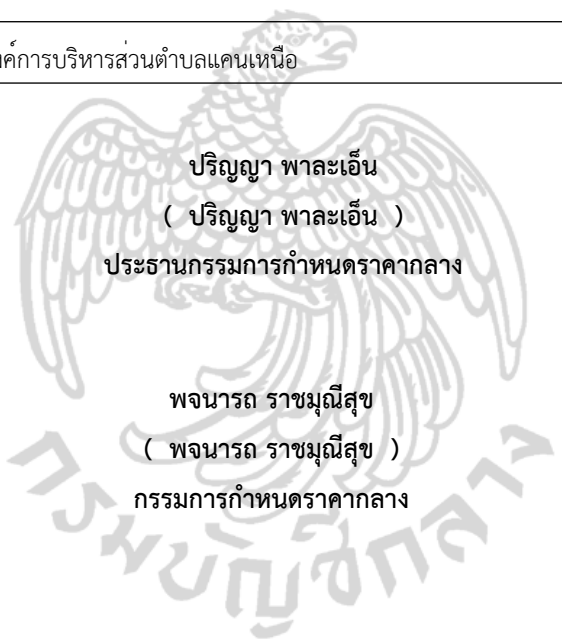 งค์การบริหารส่วนตำบลแคนเหนือ
ปริญญา พาละเอ็น
( ปริญญา พาละเอ็น )
ประธานกรรมการกำหนดราคากลาง
พจนารถ ราชมุณีสุข
( พจนารถ ราชมุณีสุข )
กรรมการกำหนดราคากลาง
กรมบัญชีกลาง